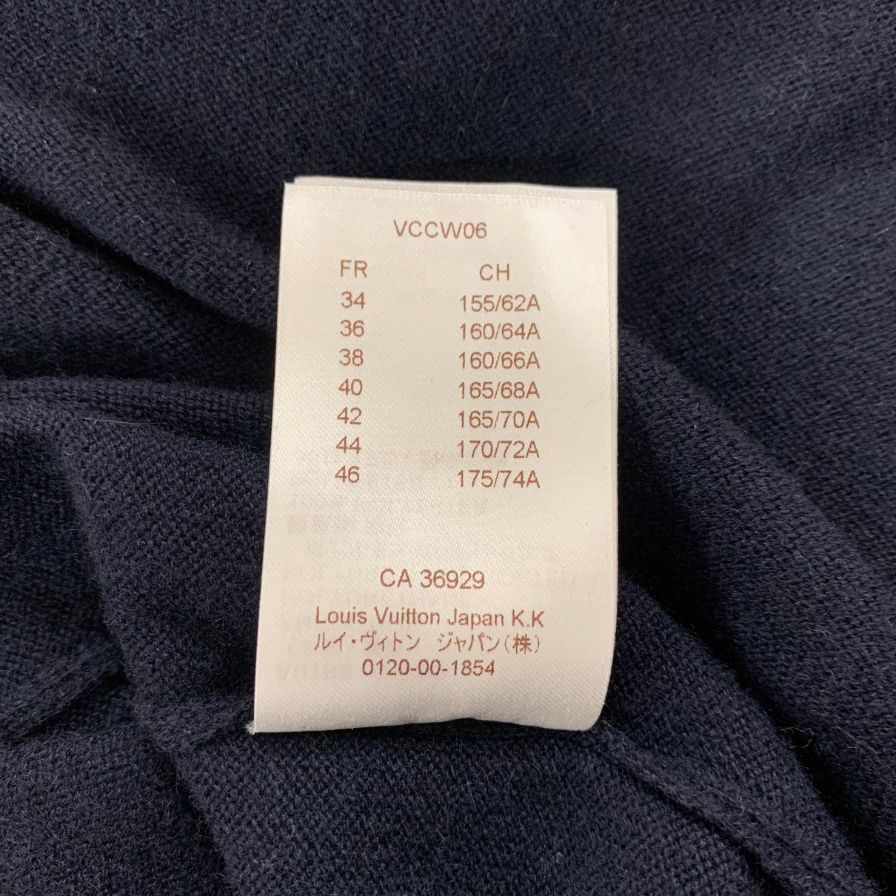 VCCW06
FR CH
34 155/62A
36 160/64A
38 160/66A
40 165/68A
42 165/70A
44 170/72A
46 175/74A
CA 36929
Louis Vuitton Japan K.K
ルイ・ヴィトン ジャパン(株)
0120-00-1854